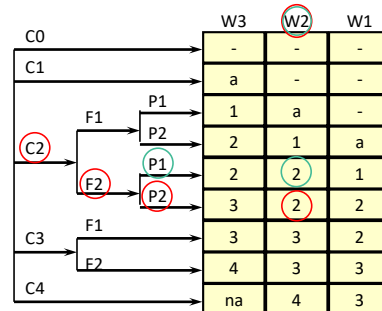 W3 W2 W1
C0 - - -
C1 a - -
P1 1 a -
F1
P2 2 1 a
C2 P1 2 2 1
F2
P2 3 2 2
F1 3 3 2
C3
F2 4 3 3
C4 na 4 3